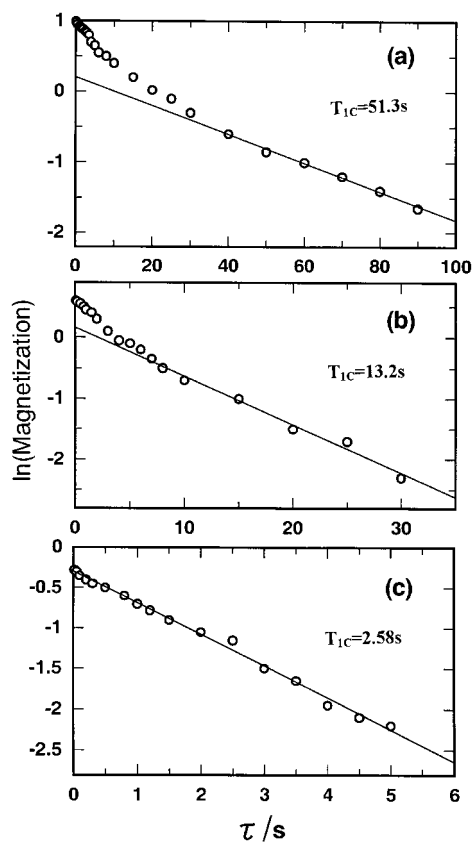 1
(a)
0
T1C=51.3s
-1
-2
0 20 40 60 80 100
(b)
0
T1C=13.2s
-1
-2
0 10 20 30
ln(Magnetization)
0
(c)
-0.5
-1
T1C=2.58s
-1.5
-2
-2.5
0 1 2 3 4 5 6
τ /s